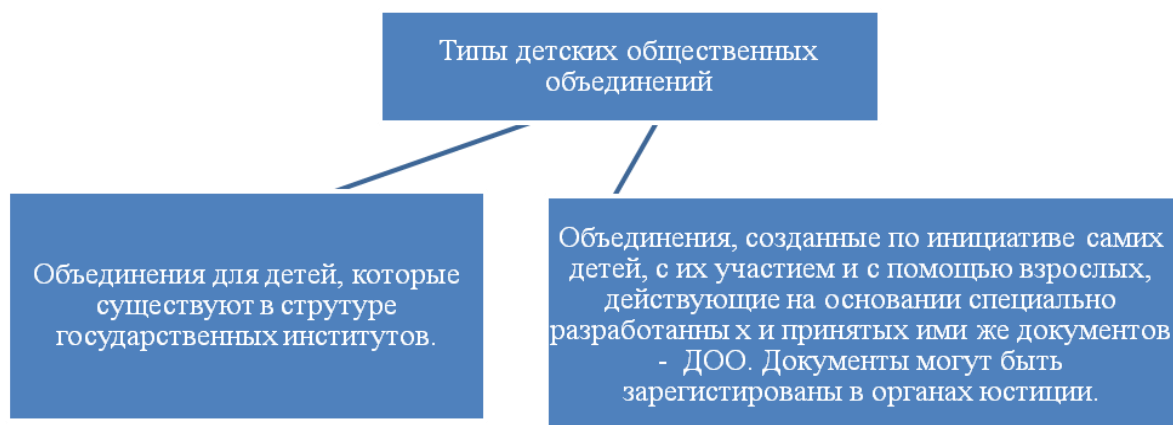 Типы детских общественных
объединений
Объединения для детей, которые
существуют в струтуре
государственных институтов.
Объединения, созданные по инициативе самих
детей, с их участием и с помощью взрослых,
действующие на основании специально
разработанны х и принятых ими же документов
- ДОО. Документы могут быть
зарегистированы в органах юстиции.